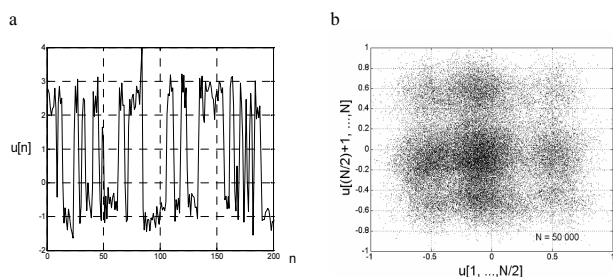 a
4
3
2
u[n]
1
0
-1
-2
0 50 100 150 200
n
b
1
0.8
0.6
0.4
0.2
0
-0.2
-0.4
-0.6
-0.8
-1
u[(N/2)+1, ...,N]
N = 50 000
-1 -0.5 0 0.5 1
u[1, ...,N/2]